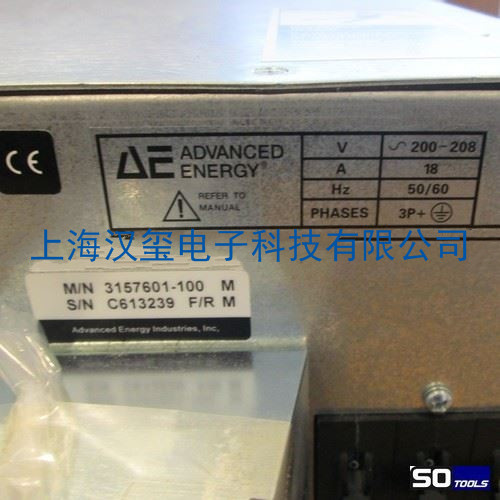 CE
AE ADVANCED ENERGY®
REFER TO MANUAL
V ∿ 200-208
A 18
Hz 50/60
PHASES 3P+
上海汉玺电子科技有限公司
M/N 3157601-100 M
S/N C613239 F/R M
Advanced Energy Industries, Inc,
SO TOOLS